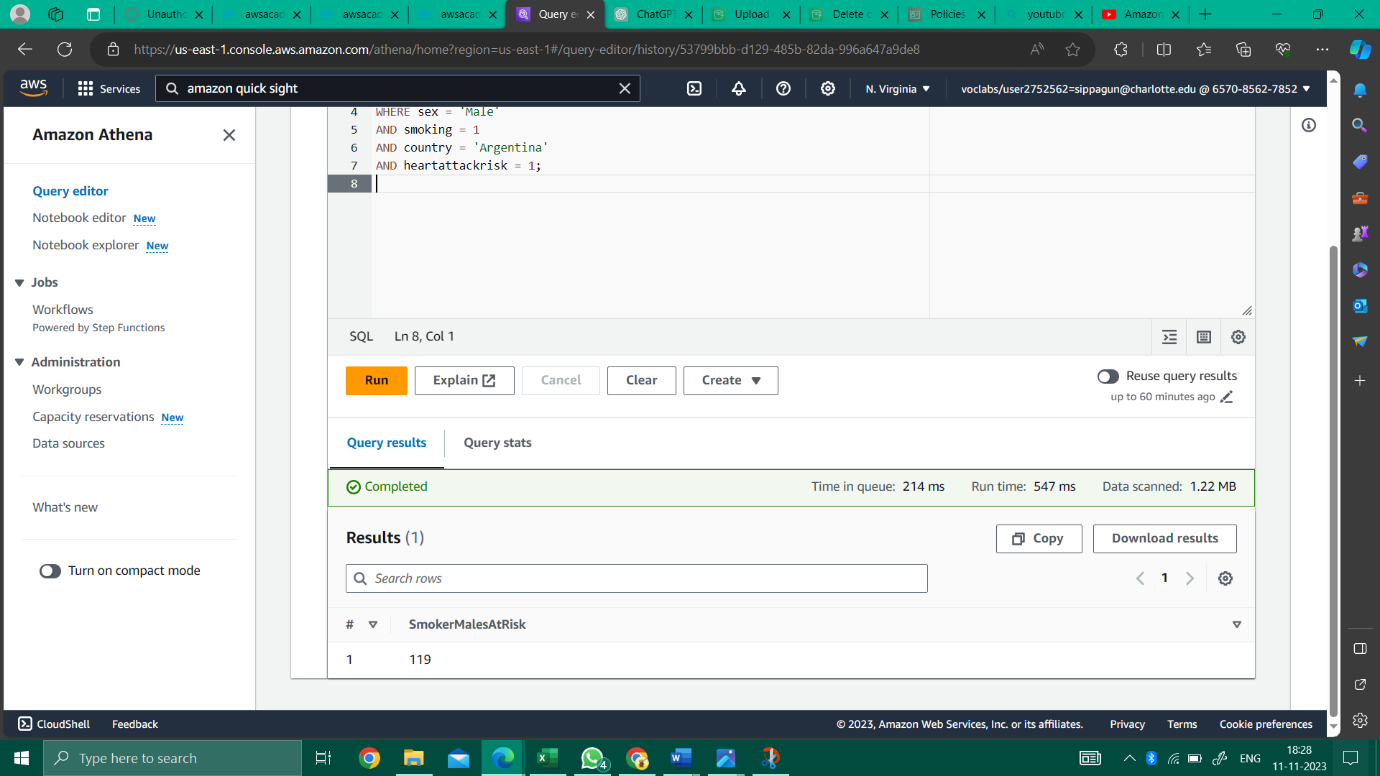 Unautho
awsacad
awsacad
awsacad
Query e
ChatGPT
Upload
Delete o
Policies
youtube
Amazon
https://us-east-1.console.aws.amazon.com/athena/home?region=us-east-1#/query-editor/history/53799bbb-d129-485b-82da-996a647a9de8
aws
Services
amazon quick sight
N. Virginia
voclabs/user2752562=sippagun@charlotte.edu @ 6570-8562-7852
Amazon Athena
Query editor
Notebook editor New
Notebook explorer New
Jobs
Workflows
Powered by Step Functions
Administration
Workgroups
Capacity reservations New
Data sources
What's new
Turn on compact mode
4 WHERE sex = 'Male'
5 AND smoking = 1
6 AND country = 'Argentina'
7 AND heartattackrisk = 1;
8
SQL Ln 8, Col 1
Run Explain Cancel Clear Create
Reuse query results
up to 60 minutes ago
Query results Query stats
Completed Time in queue: 214 ms Run time: 547 ms Data scanned: 1.22 MB
Results (1) Copy Download results
Search rows
1
# SmokerMalesAtRisk
1 119
CloudShell Feedback © 2023, Amazon Web Services, Inc. or its affiliates. Privacy Terms Cookie preferences
Type here to search
4
ENG
18:28
11-11-2023